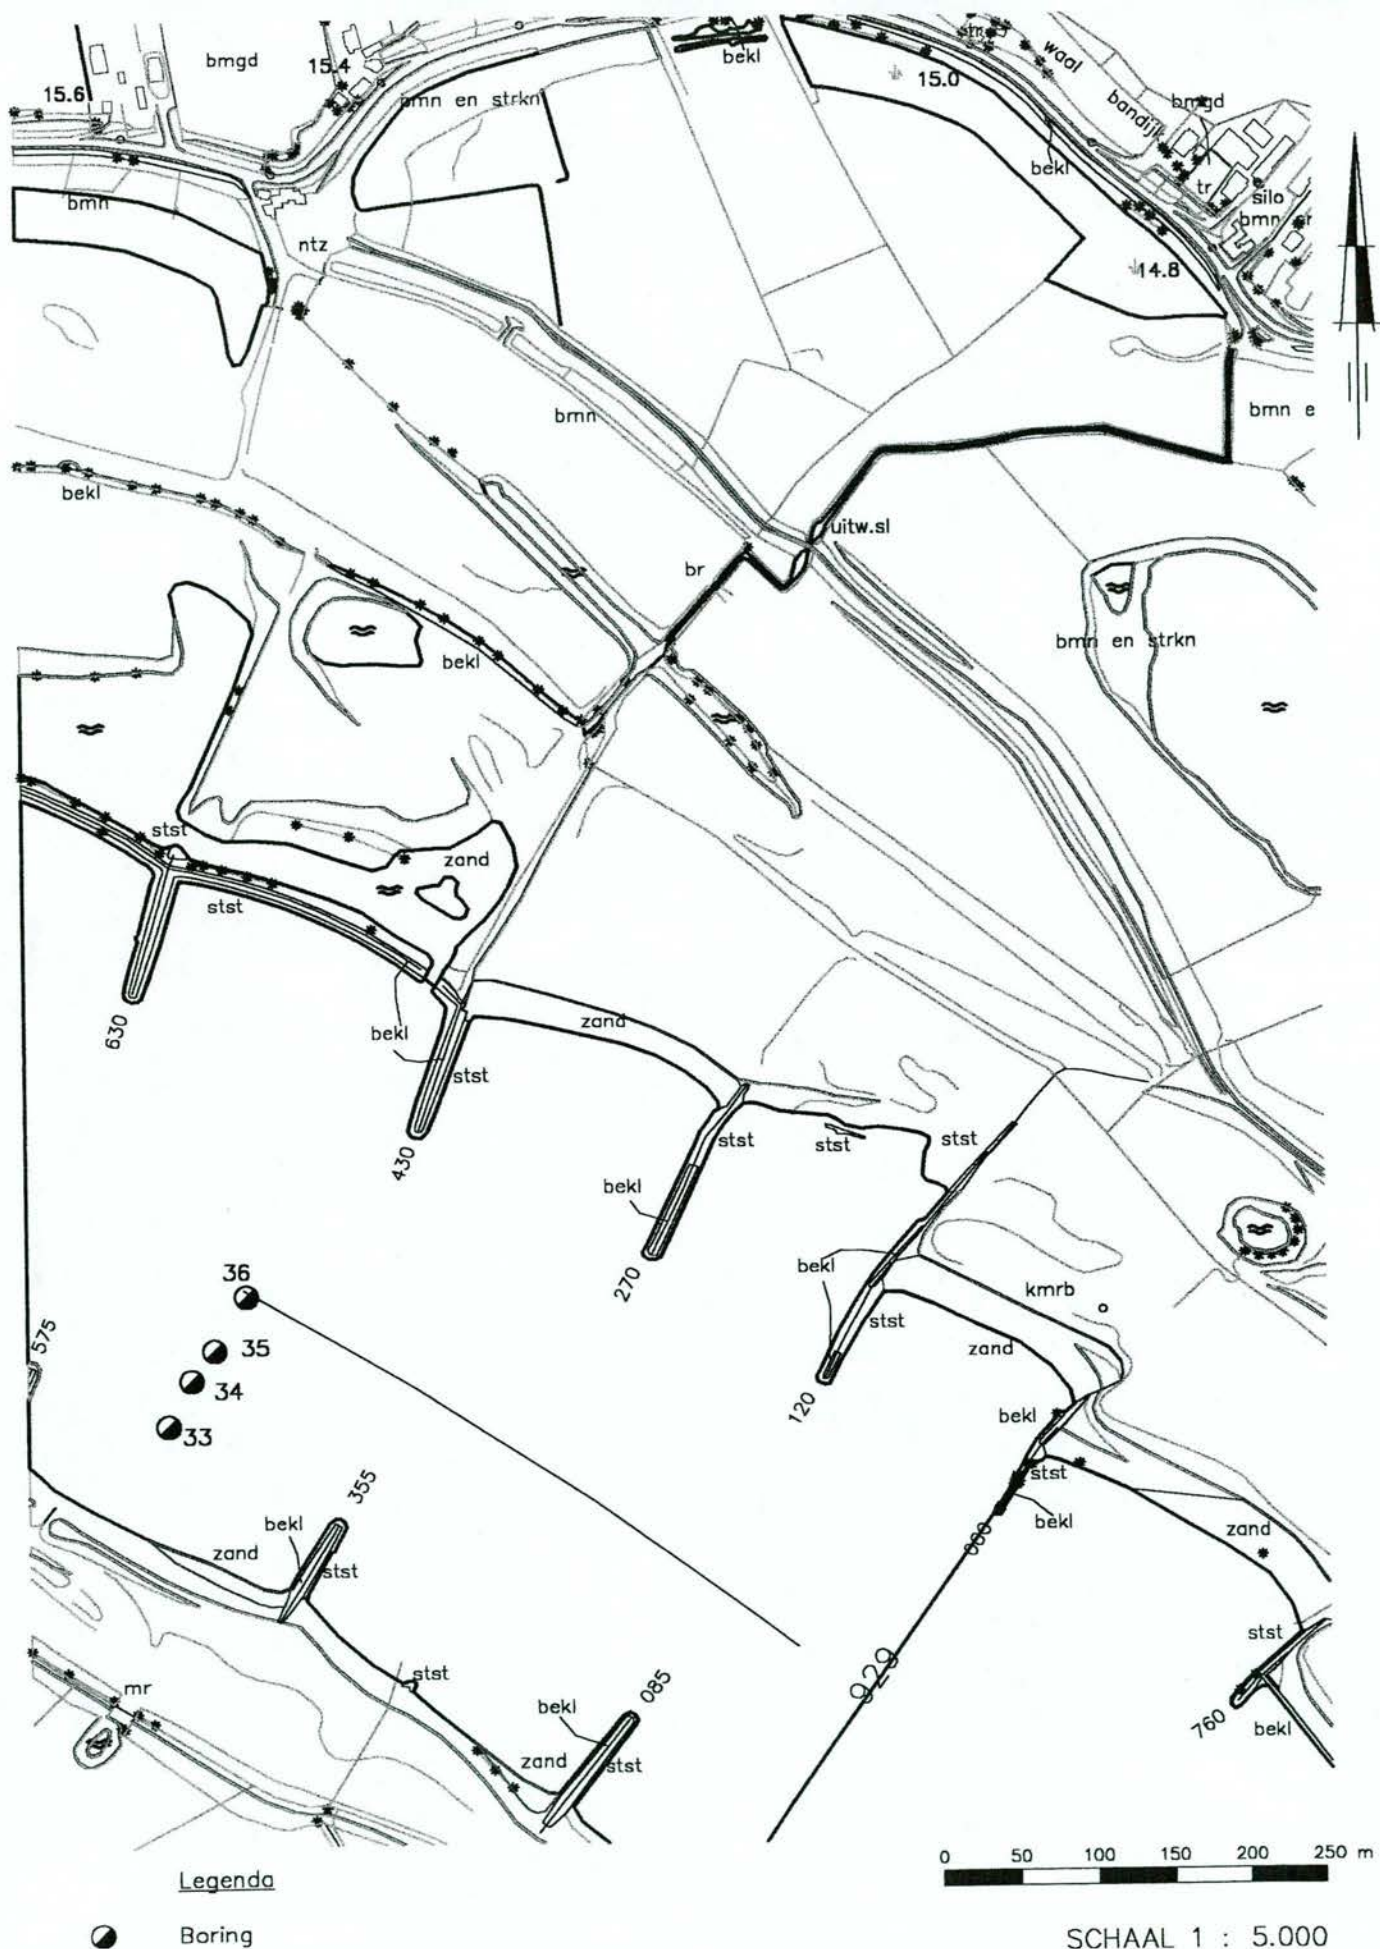 bmgd
15.4
bekl
str
waal
15.6
bmn en strkn
15.0
bandijk
bmgd
bekl
tr
silo
bmn en
bmn
ntz
14.8
bmn
bmn e
bekl
uitw.sl
br
bmn en strkn
bekl
stst
zand
stst
630
bekl
zand
stst
430
stst
stst
stst
bekl
270
bekl
36
kmrb
575
35
stst
zand
34
120
bekl
33
stst
355
bekl
bekl
zand
zand
stst
929
stst
stst
mr
085
bekl
760
bekl
zand
stst
0 50 100 150 200 250 m
Legenda
Boring
SCHAAL 1 : 5.000